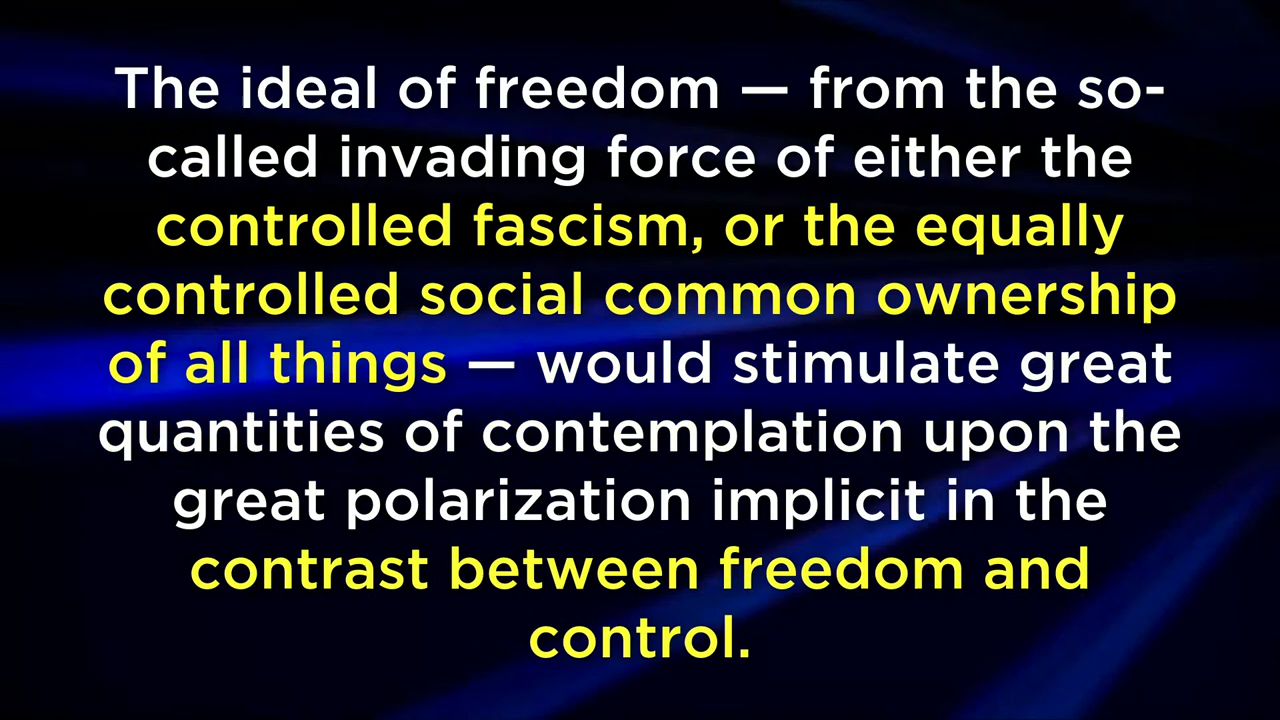 The ideal of freedom — from the so-
called invading force of either the
controlled fascism, or the equally
controlled social common ownership
of all things — would stimulate great
quantities of contemplation upon the
great polarization implicit in the
contrast between freedom and
control.